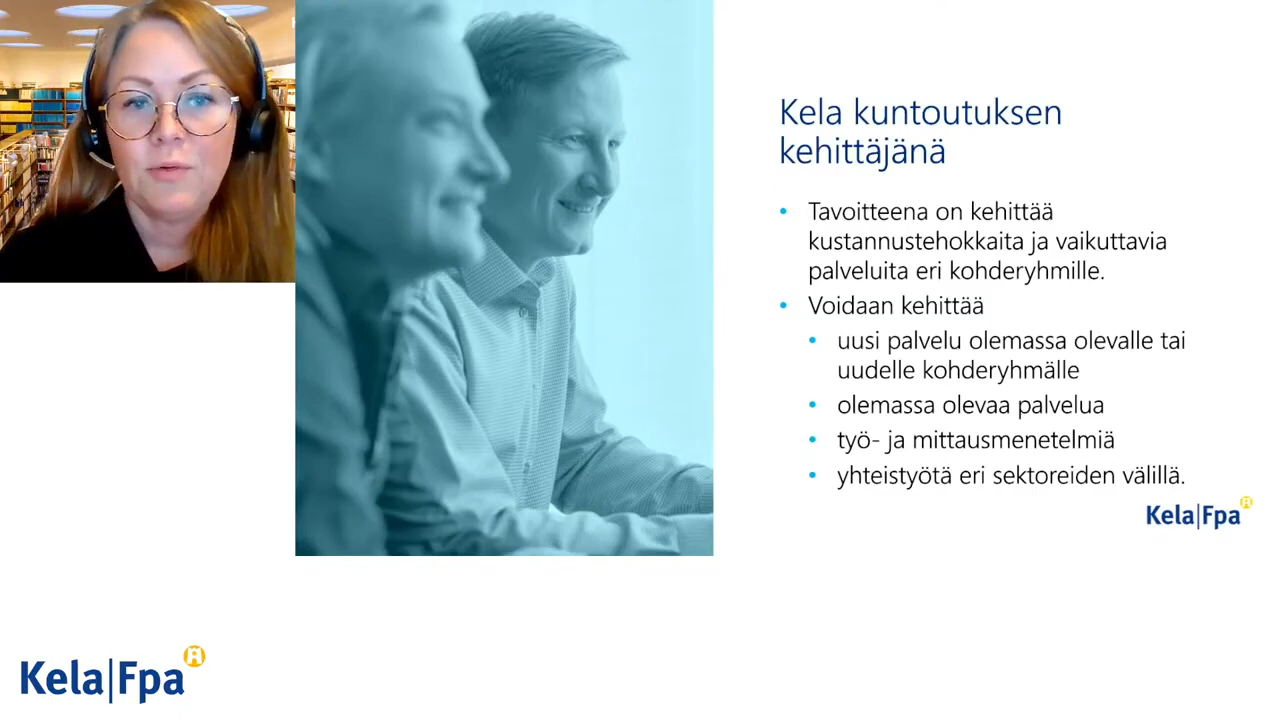 Kela kuntoutuksen
kehittäjänä
• Tavoitteena on kehittää
kustannustehokkaita ja vaikuttavia
palveluita eri kohderyhmille.
• Voidaan kehittää
• uusi palvelu olemassa olevalle tai
uudelle kohderyhmälle
• olemassa olevaa palvelua
• työ- ja mittausmenetelmiä
• yhteistyötä eri sektoreiden välillä.
Kela|Fpa
Kela|Fpa